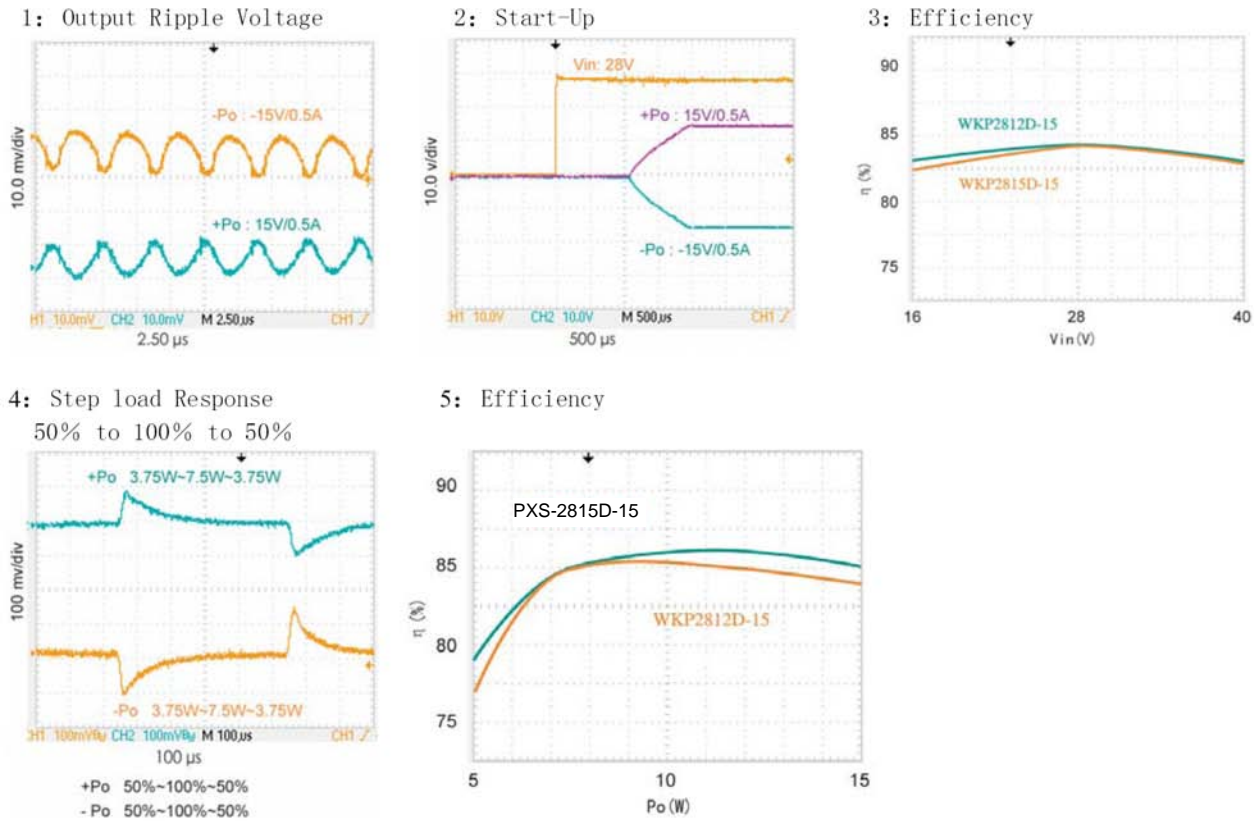 1: Output Ripple Voltage
10.0 mv/div
-Po : -15V/0.5A
+Po : 15V/0.5A
H1 10.0mV CH2 10.0mV M 2.50µs CH1
2.50 µs
2: Start-Up
10.0 v/div
Vin: 28V
+Po : 15V/0.5A
-Po : -15V/0.5A
H1 10.0V CH2 10.0V M 500µs CH1
500 µs
3: Efficiency
η (%)
90
85
80
75
WKP2812D-15
WKP2815D-15
16 28 40
Vin(V)
4: Step load Response
50% to 100% to 50%
100 mv/div
+Po 3.75W~7.5W~3.75W
-Po 3.75W~7.5W~3.75W
H1 100mVBW CH2 100mVBW M 100µs CH1
100 µs
+Po 50%~100%~50%
- Po 50%~100%~50%
5: Efficiency
η (%)
90
85
80
75
PXS-2815D-15
WKP2812D-15
5 10 15
Po(W)